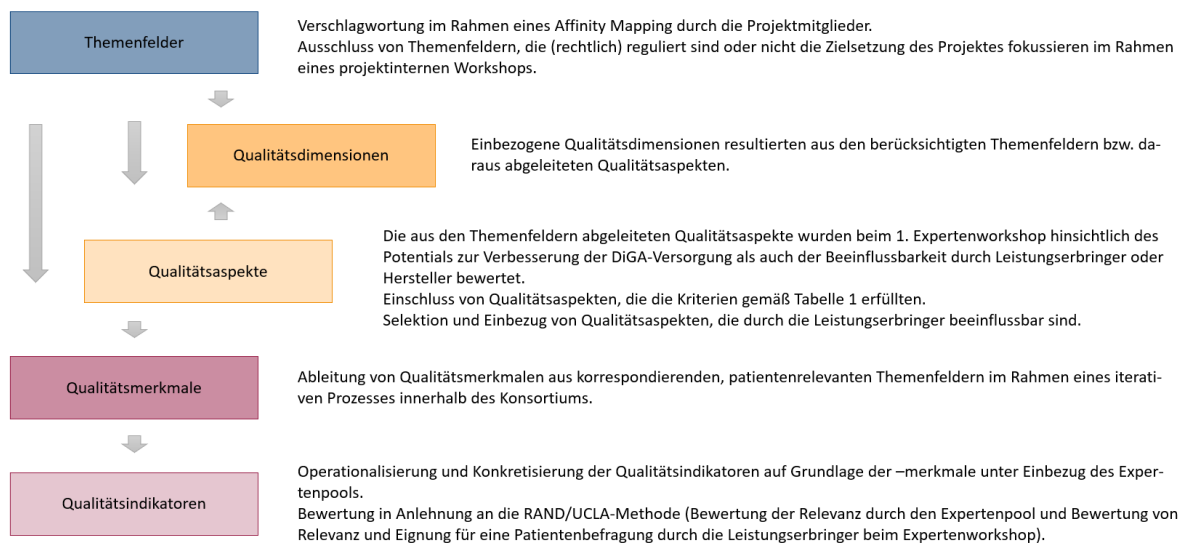 Themenfelder
Verschlagwortung im Rahmen eines Affinity Mapping durch die Projektmitglieder.
Ausschluss von Themenfeldern, die (rechtlich) reguliert sind oder nicht die Zielsetzung des Projektes fokussieren im Rahmen
eines projektinternen Workshops.
Qualitätsdimensionen
Einbezogene Qualitätsdimensionen resultierten aus den berücksichtigten Themenfeldern bzw. da-
raus abgeleiteten Qualitätsaspekten.
Qualitätsaspekte
Die aus den Themenfeldern abgeleiteten Qualitätsaspekte wurden beim 1. Expertenworkshop hinsichtlich des
Potentials zur Verbesserung der DiGA-Versorgung als auch der Beeinflussbarkeit durch Leistungserbringer oder
Hersteller bewertet.
Einschluss von Qualitätsaspekten, die die Kriterien gemäß Tabelle 1 erfüllten.
Selektion und Einbezug von Qualitätsaspekten, die durch die Leistungserbringer beeinflussbar sind.
Qualitätsmerkmale
Ableitung von Qualitätsmerkmalen aus korrespondierenden, patientenrelevanten Themenfeldern im Rahmen eines iterati-
ven Prozesses innerhalb des Konsortiums.
Qualitätsindikatoren
Operationalisierung und Konkretisierung der Qualitätsindikatoren auf Grundlage der –merkmale unter Einbezug des Exper-
tenpools.
Bewertung in Anlehnung an die RAND/UCLA-Methode (Bewertung der Relevanz durch den Expertenpool und Bewertung von
Relevanz und Eignung für eine Patientenbefragung durch die Leistungserbringer beim Expertenworkshop).